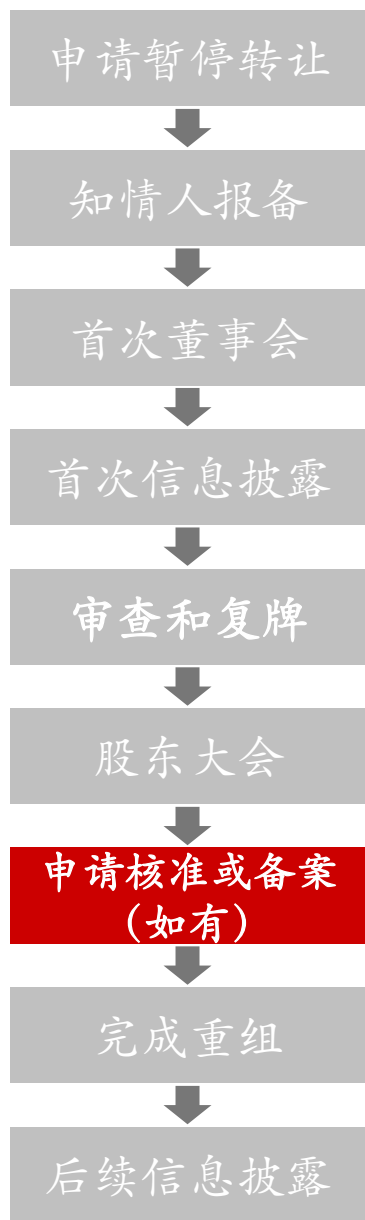 申请暂停转让
知情人报备
首次董事会
首次信息披露
审查和复牌
股东大会
申请核准或备案
（如有）
完成重组
后续信息披露